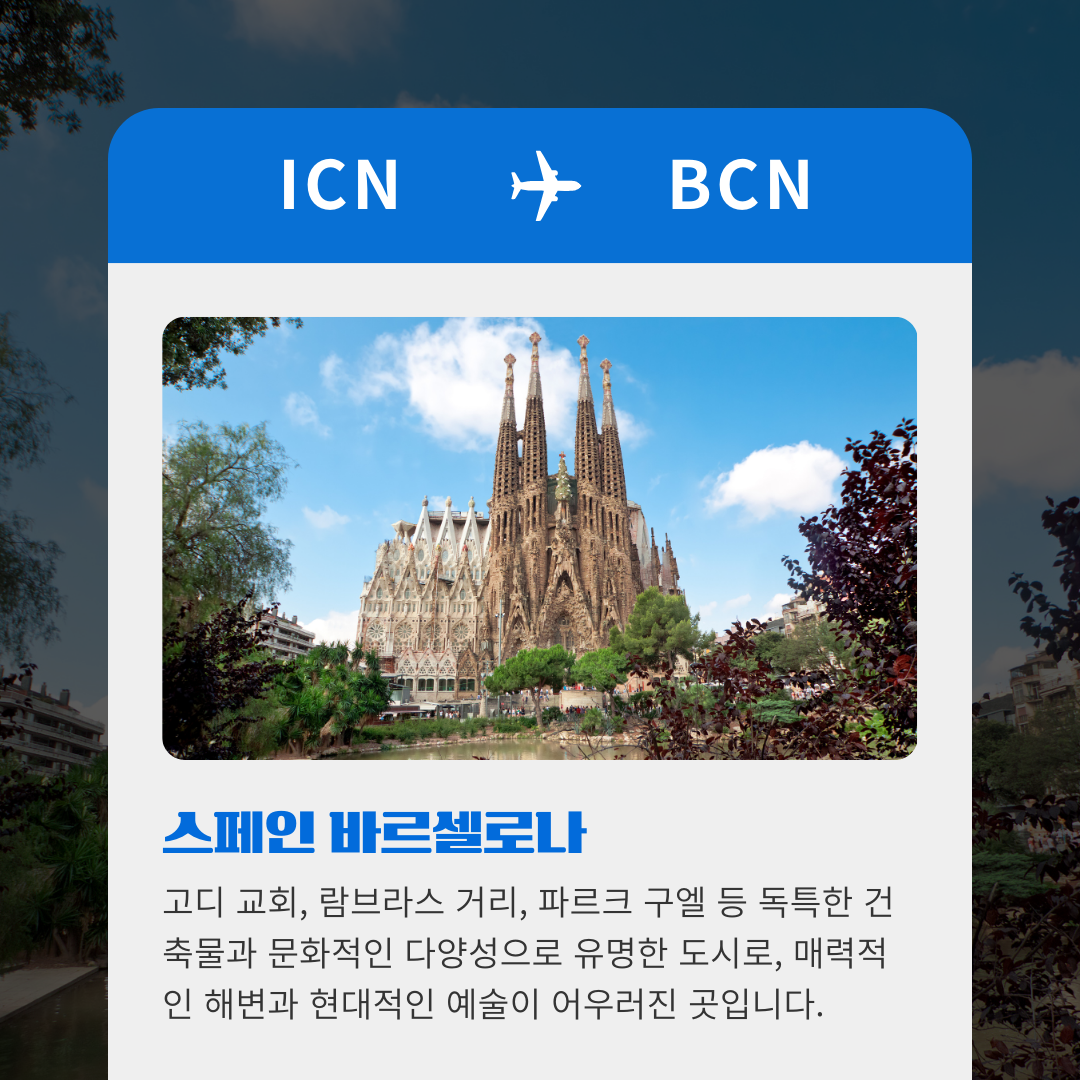 ICN BCN
스페인 바르셀로나
고디 교회, 람브라스 거리, 파르크 구엘 등 독특한 건
축물과 문화적인 다양성으로 유명한 도시로, 매력적
인 해변과 현대적인 예술이 어우러진 곳입니다.